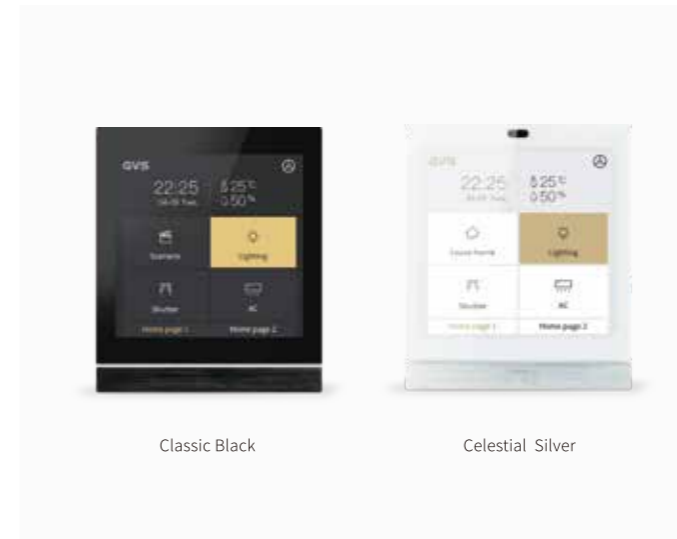 GVS
22:25
25℃
50%
Scenario
Lighting
Shutter
AC
Home page 1
Home page 2
GVS
22:25
25℃
50%
Leave home
Lighting
Shutter
AC
Home page 1
Home page 2
Classic Black
Celestial Silver